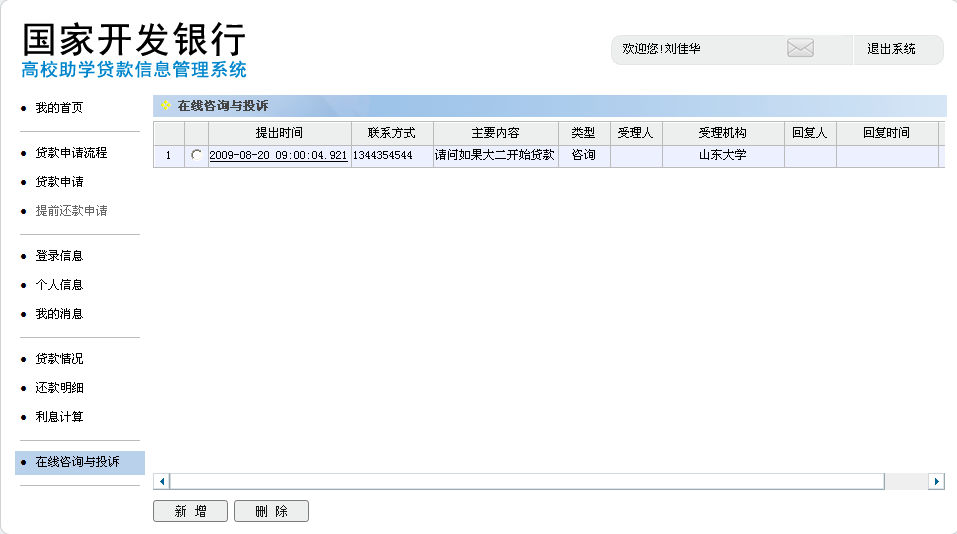 国家开发银行
高校助学贷款信息管理系统
欢迎您!刘佳华
退出系统
我的首页
贷款申请流程
贷款申请
提前还款申请
登录信息
个人信息
我的消息
贷款情况
还款明细
利息计算
在线咨询与投诉
在线咨询与投诉
提出时间 联系方式 主要内容 类型 受理人 受理机构 回复人 回复时间
1 2009-08-20 09:00:04.921 1344354544 请问如果大二开始贷款 咨询 山东大学
新 增 删 除